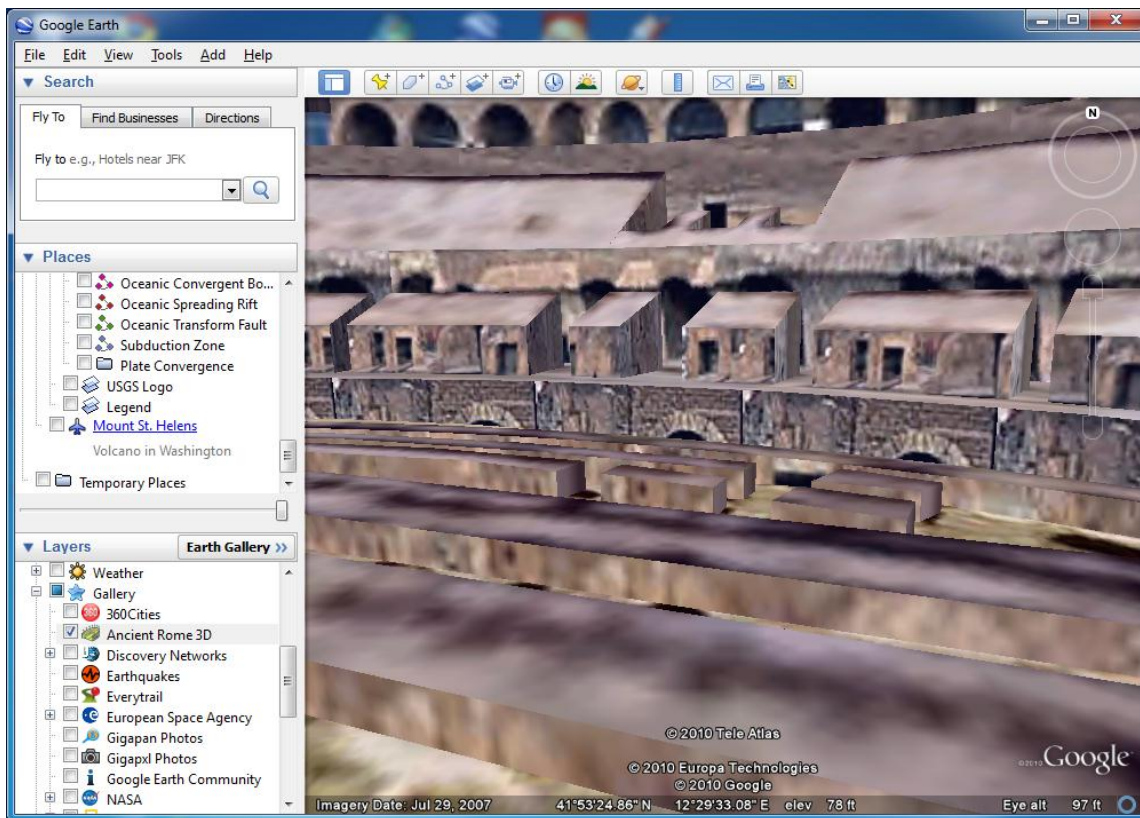 Google Earth
File Edit View Tools Add Help
Search
Fly To Find Businesses Directions
Fly to e.g., Hotels near JFK
Places
Oceanic Convergent Bo...
Oceanic Spreading Rift
Oceanic Transform Fault
Subduction Zone
Plate Convergence
USGS Logo
Legend
Mount St. Helens
Volcano in Washington
Temporary Places
Layers Earth Gallery >>
Weather
Gallery
360 360Cities
Ancient Rome 3D
Discovery Networks
Earthquakes
Everytrail
European Space Agency
Gigapan Photos
Gigapxl Photos
Google Earth Community
NASA
N
© 2010 Tele Atlas
© 2010 Europa Technologies
© 2010 Google
©2010 Google
Imagery Date: Jul 29, 2007 41°53'24.86" N 12°29'33.08" E elev 78 ft Eye alt 97 ft